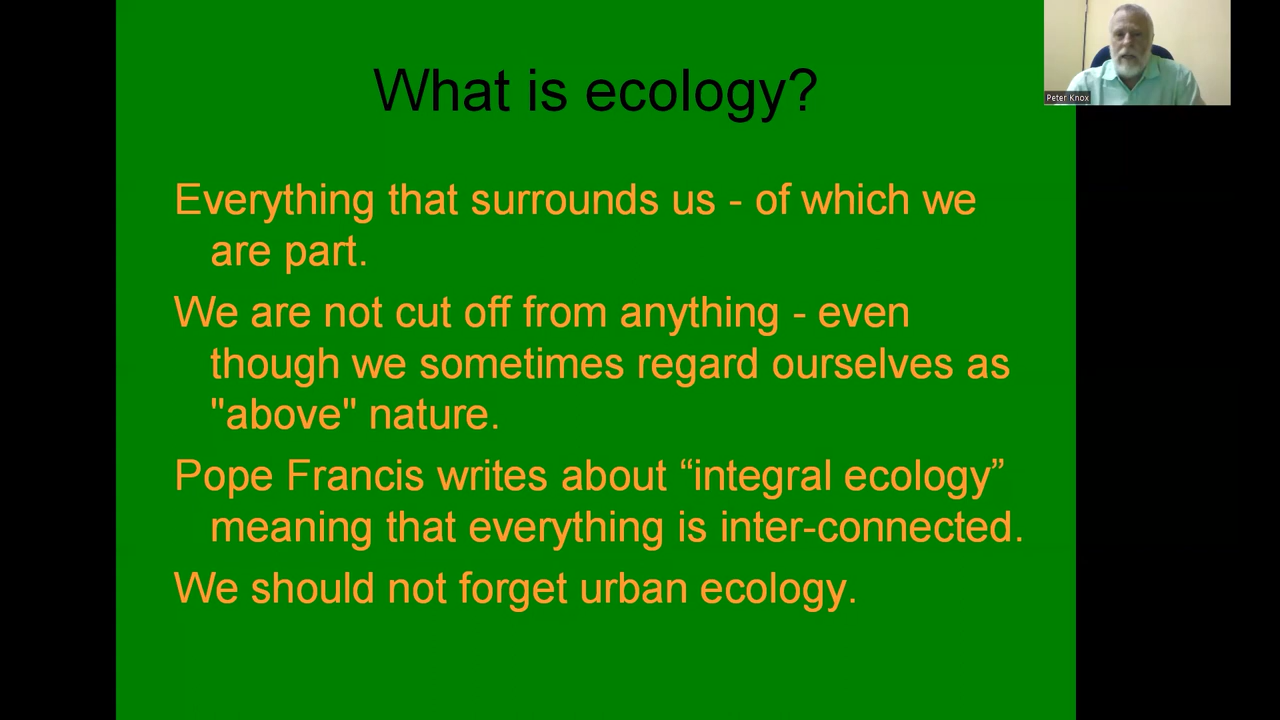 What is ecology?
Peter Knox
Everything that surrounds us - of which we
are part.
We are not cut off from anything - even
though we sometimes regard ourselves as
"above" nature.
Pope Francis writes about “integral ecology”
meaning that everything is inter-connected.
We should not forget urban ecology.